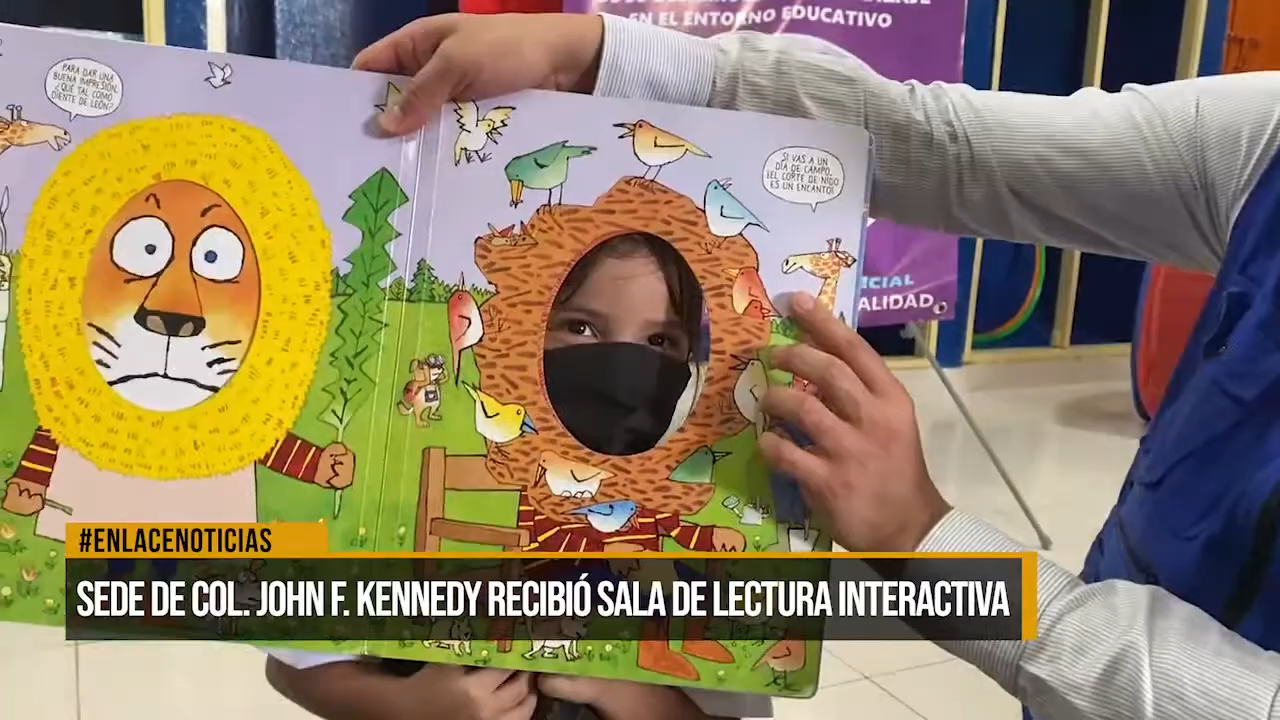 EN EL ENTORNO EDUCATIVO
PARA DAR UNA
BUENA IMPRESIÓN,
¿QUÉ TAL COMO
DIENTE DE LEÓN?
SI VAS A UN
DÍA DE CAMPO,
¡EL CORTE DE NIDO
ES UN ENCANTO!
ICIAL
ALIDAD
#ENLACENOTICIAS
SEDE DE COL. JOHN F. KENNEDY RECIBIÓ SALA DE LECTURA INTERACTIVA